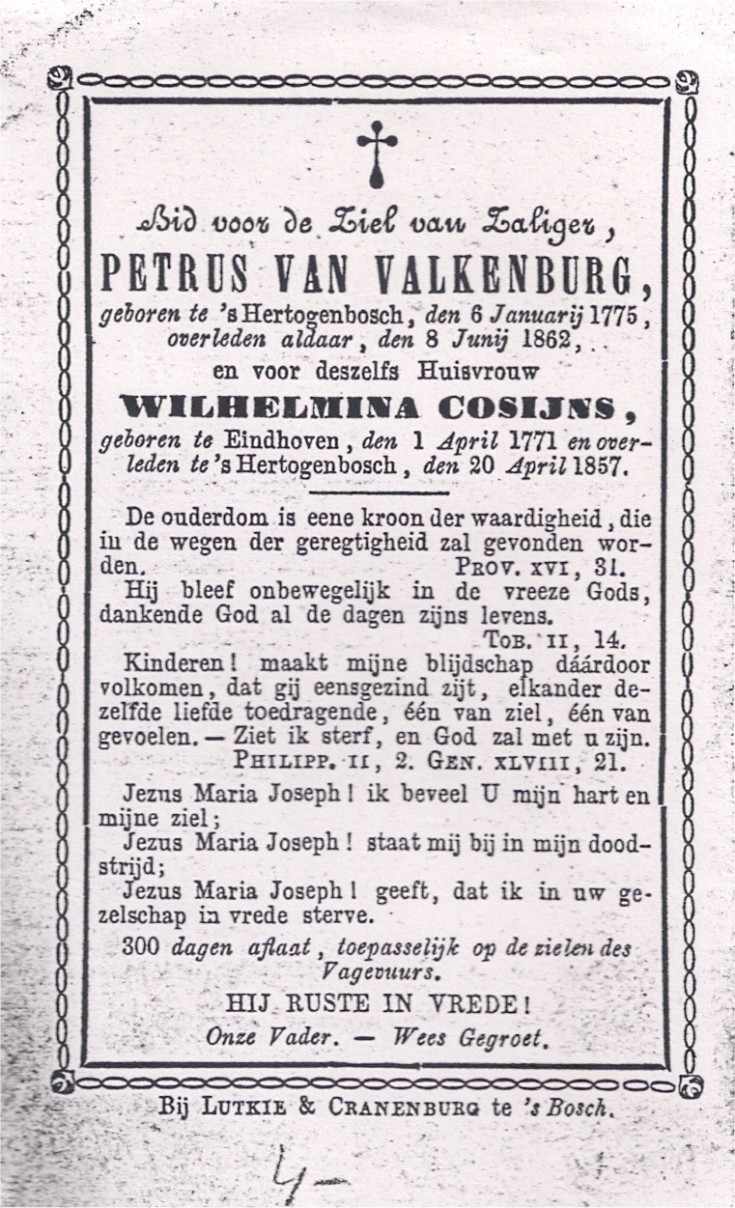 Bid voor de Ziel van Zaliger,
PETRUS VAN VALKENBURG,
geboren te 's Hertogenbosch, den 6 Januarij 1775,
overleden aldaar, den 8 Junij 1862,
en voor deszelfs Huisvrouw
WILHELMINA COSIJNS,
geboren te Eindhoven, den 1 April 1771 en over-
leden te 's Hertogenbosch, den 20 April 1857.
De ouderdom is eene kroon der waardigheid, die
in de wegen der geregtigheid zal gevonden wor-
den. PROV. XVI, 31.
Hij bleef onbewegelijk in de vreeze Gods,
dankende God al de dagen zijns levens.
TOB. II, 14.
Kinderen! maakt mijne blijdschap dáárdoor
volkomen, dat gij eensgezind zijt, elkander de-
zelfde liefde toedragende, één van ziel, één van
gevoelen. — Ziet ik sterf, en God zal met u zijn.
PHILIPP. II, 2. GEN. XLVIII, 21.
Jezus Maria Joseph! ik beveel U mijn hart en
mijne ziel;
Jezus Maria Joseph! staat mij bij in mijn dood-
strijd;
Jezus Maria Joseph! geeft, dat ik in uw ge-
zelschap in vrede sterve.
300 dagen aflaat, toepasselijk op de zielen des
Vagevuurs.
HIJ RUSTE IN VREDE!
Onze Vader. — Wees Gegroet.
Bij LUTKIE & CRANENBURG te 's Bosch.
4-